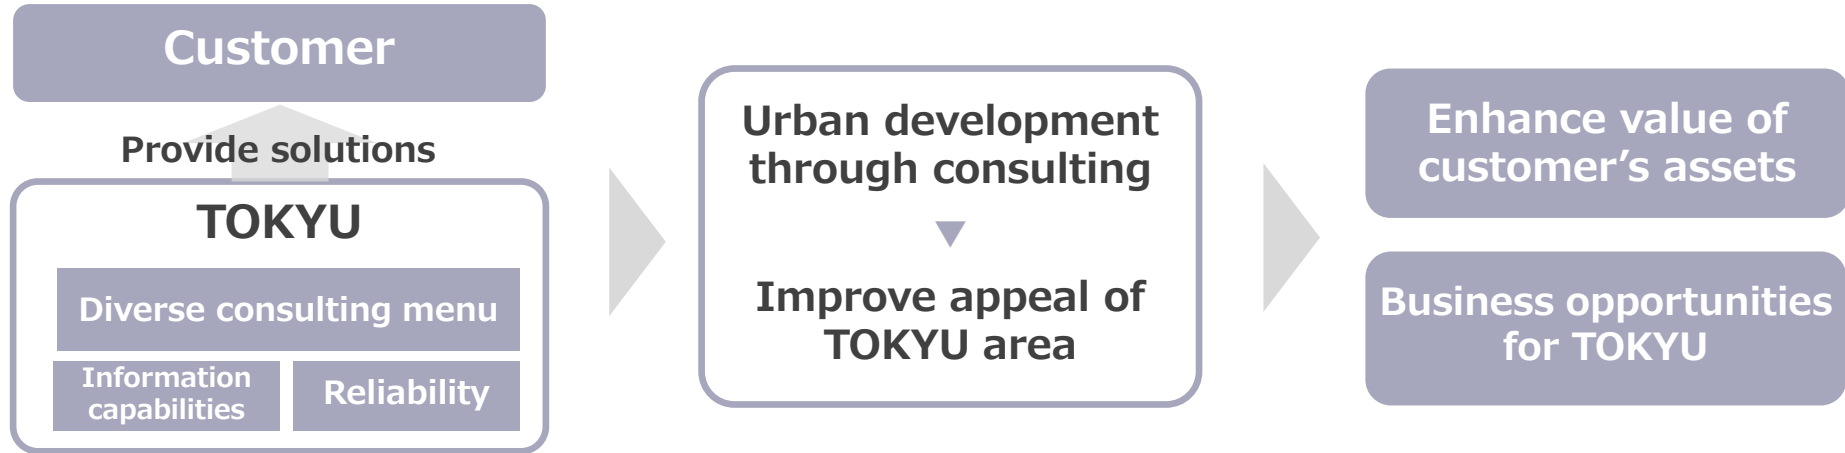 Customer
Provide solutions
TOKYU
Diverse consulting menu
Information
capabilities
Reliability
Urban development
through consulting
Improve appeal of
TOKYU area
Enhance value of
customer’s assets
Business opportunities
for TOKYU